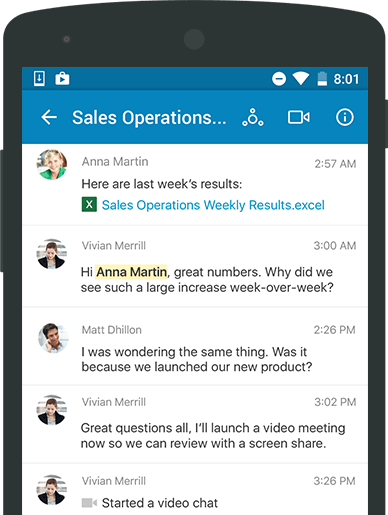 8:01
Sales Operations...
Anna Martin 2:57 AM
Here are last week's results:
X Sales Operations Weekly Results.excel
Vivian Merrill 3:00 AM
Hi Anna Martin, great numbers. Why did we
see such a large increase week-over-week?
Matt Dhillon 2:26 PM
I was wondering the same thing. Was it
because we launched our new product?
Vivian Merrill 3:02 PM
Great questions all, I'll launch a video meeting
now so we can review with a screen share.
Vivian Merrill 3:26 PM
Started a video chat